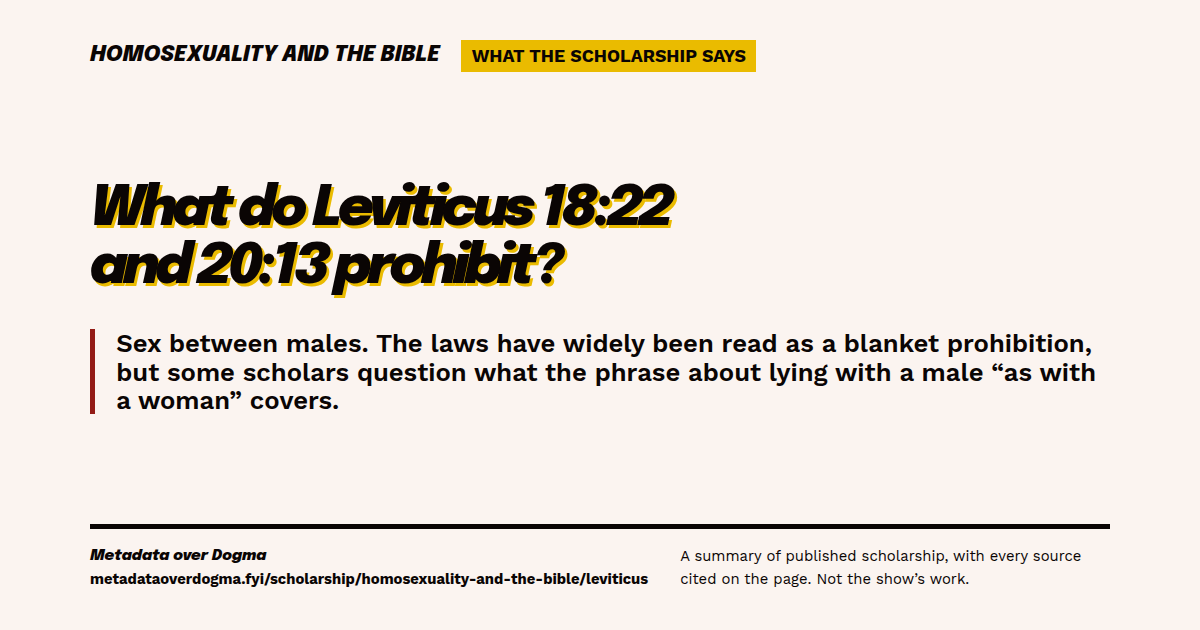 HOMOSEXUALITY AND THE BIBLE
WHAT THE SCHOLARSHIP SAYS
What do Leviticus 18:22
and 20:13 prohibit?
Sex between males. The laws have widely been read as a blanket prohibition,
but some scholars question what the phrase about lying with a male “as with
a woman” covers.
Metadata over Dogma
metadataoverdogma.fyi/scholarship/homosexuality-and-the-bible/leviticus
A summary of published scholarship, with every source
cited on the page. Not the show’s work.